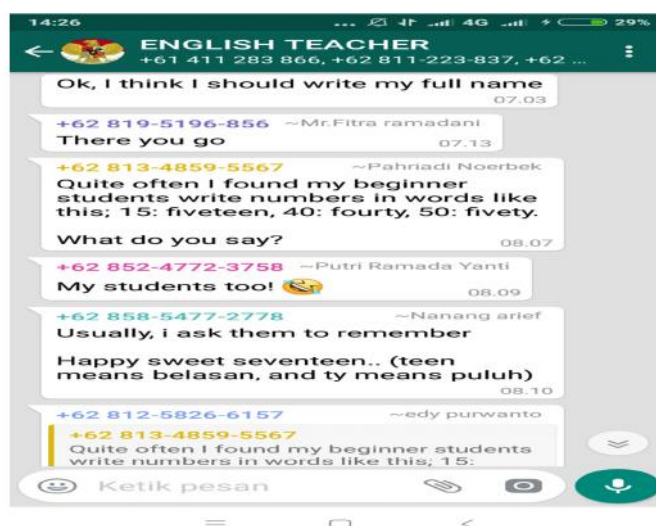 14:26 ... 4G 29%
ENGLISH TEACHER
+61 411 283 866, +62 811-223-837, +62 ...
Ok, I think I should write my full name
07.03
+62 819-5196-856 ~Mr.Fitra ramadani
There you go 07.13
+62 813-4859-5567 ~Pahriadi Noerbek
Quite often I found my beginner
students write numbers in words like
this; 15: fiveteen, 40: fourty, 50: fivety.
What do you say? 08.07
+62 852-4772-3758 ~Putri Ramada Yanti
My students too! 08.09
+62 858-5477-2778 ~Nanang arief
Usually, i ask them to remember
Happy sweet seventeen.. (teen
means belasan, and ty means puluh)
08.10
+62 812-5826-6157 ~edy purwanto
+62 813-4859-5567
Quite often I found my beginner students
write numbers in words like this; 15:
Ketik pesan